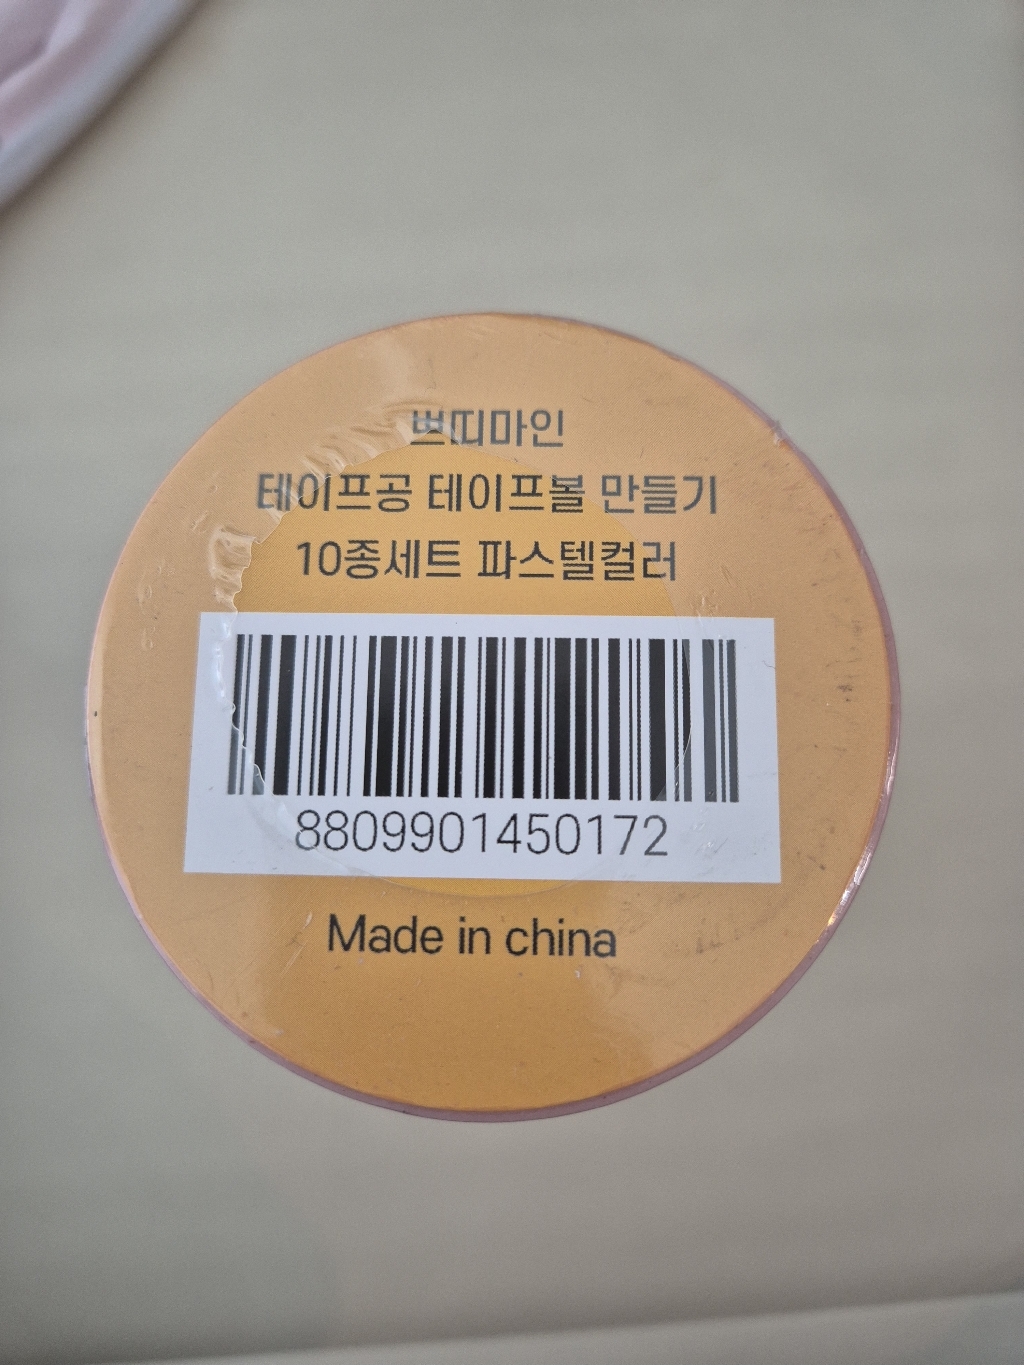 쁘띠마인
테이프공 테이프볼 만들기
10종세트 파스텔컬러
8809901450172
Made in china